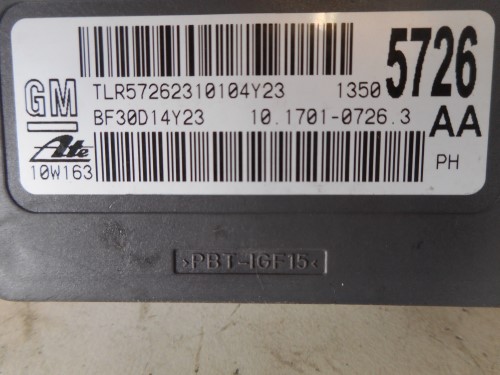 GM
TLR57262310104Y23 1350 5726
BF30D14Y23 10.1701-0726.3 AA
Ate
10W163
PH
>PBT-IGF15<